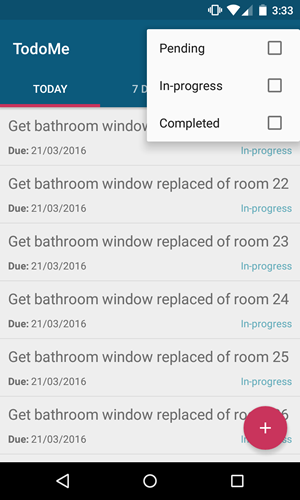 3:33
TodoMe
Pending
In-progress
Completed
TODAY
7 D
Get bathroom window
Due: 21/03/2016
In-progress
Get bathroom window replaced of room 22
Due: 21/03/2016
In-progress
Get bathroom window replaced of room 23
Due: 21/03/2016
In-progress
Get bathroom window replaced of room 24
Due: 21/03/2016
In-progress
Get bathroom window replaced of room 25
Due: 21/03/2016
In-progress
Get bathroom window replaced of room 26
Due: 21/03/2016
In-progress
+